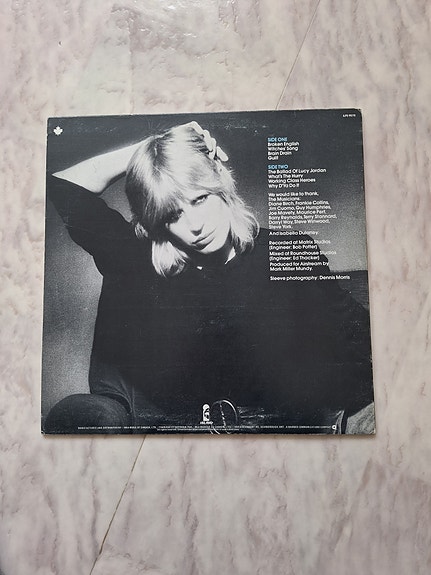 SIDE ONE
Broken English
Witches' Song
Brain Drain
Guilt
SIDE TWO
The Ballad Of Lucy Jordan
What's The Hurry
Working Class Heroes
Why D'Ya Do It
We would like to thank,
The Musicians:
Diane Birch, Frankie Collins,
Jim Cuomo, Guy Humphries,
Joe Mavety, Maurice Pert,
Barry Reynolds, Terry Stannard,
Darryl Way, Steve Winwood,
Steve York.
And Isabella Dulaney.
Recorded at Matrix Studios
(Engineer: Bob Potter)
Mixed at Roundhouse Studios
(Engineer: Ed Thacker)
Produced for Airstream by
Mark Miller Mundy.
Sleeve photography: Dennis Morris
ISLAND